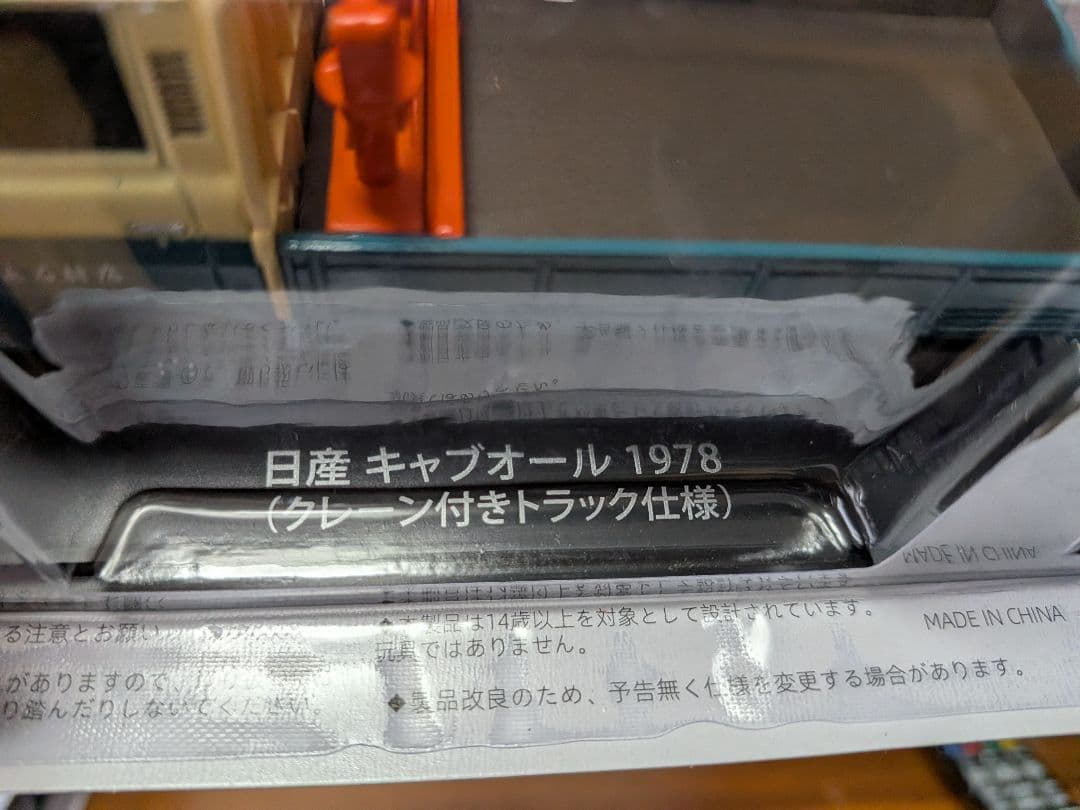 日産 キャブオール 1978
(クレーン付きトラック仕様)
る注意とお願い
◆本製品は14歳以上を対象として設計されています。
玩具ではありません。
MADE IN CHINA
がありますので、
り踏んだりしないでください。
◆製品改良のため、予告無く仕様を変更する場合があります。